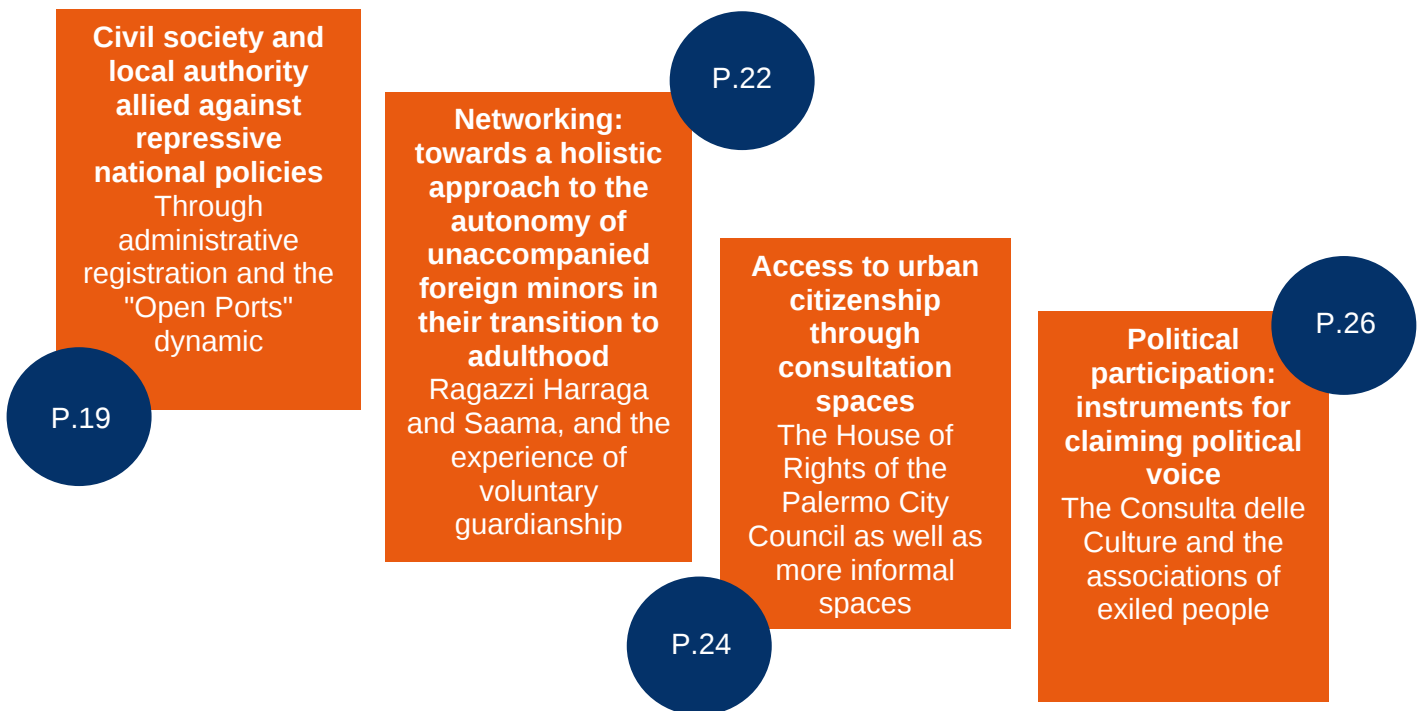 Civil society and
local authority
allied against
repressive
national policies
Through
administrative
registration and the
"Open Ports"
dynamic
P.19
P.22
Networking:
towards a holistic
approach to the
autonomy of
unaccompanied
foreign minors in
their transition to
adulthood
Ragazzi Harraga
and Saama, and the
experience of
voluntary
guardianship
Access to urban
citizenship
through
consultation
spaces
The House of
Rights of the
Palermo City
Council as well as
more informal
spaces
P.24
P.26
Political
participation:
instruments for
claiming political
voice
The Consulta delle
Culture and the
associations of
exiled people